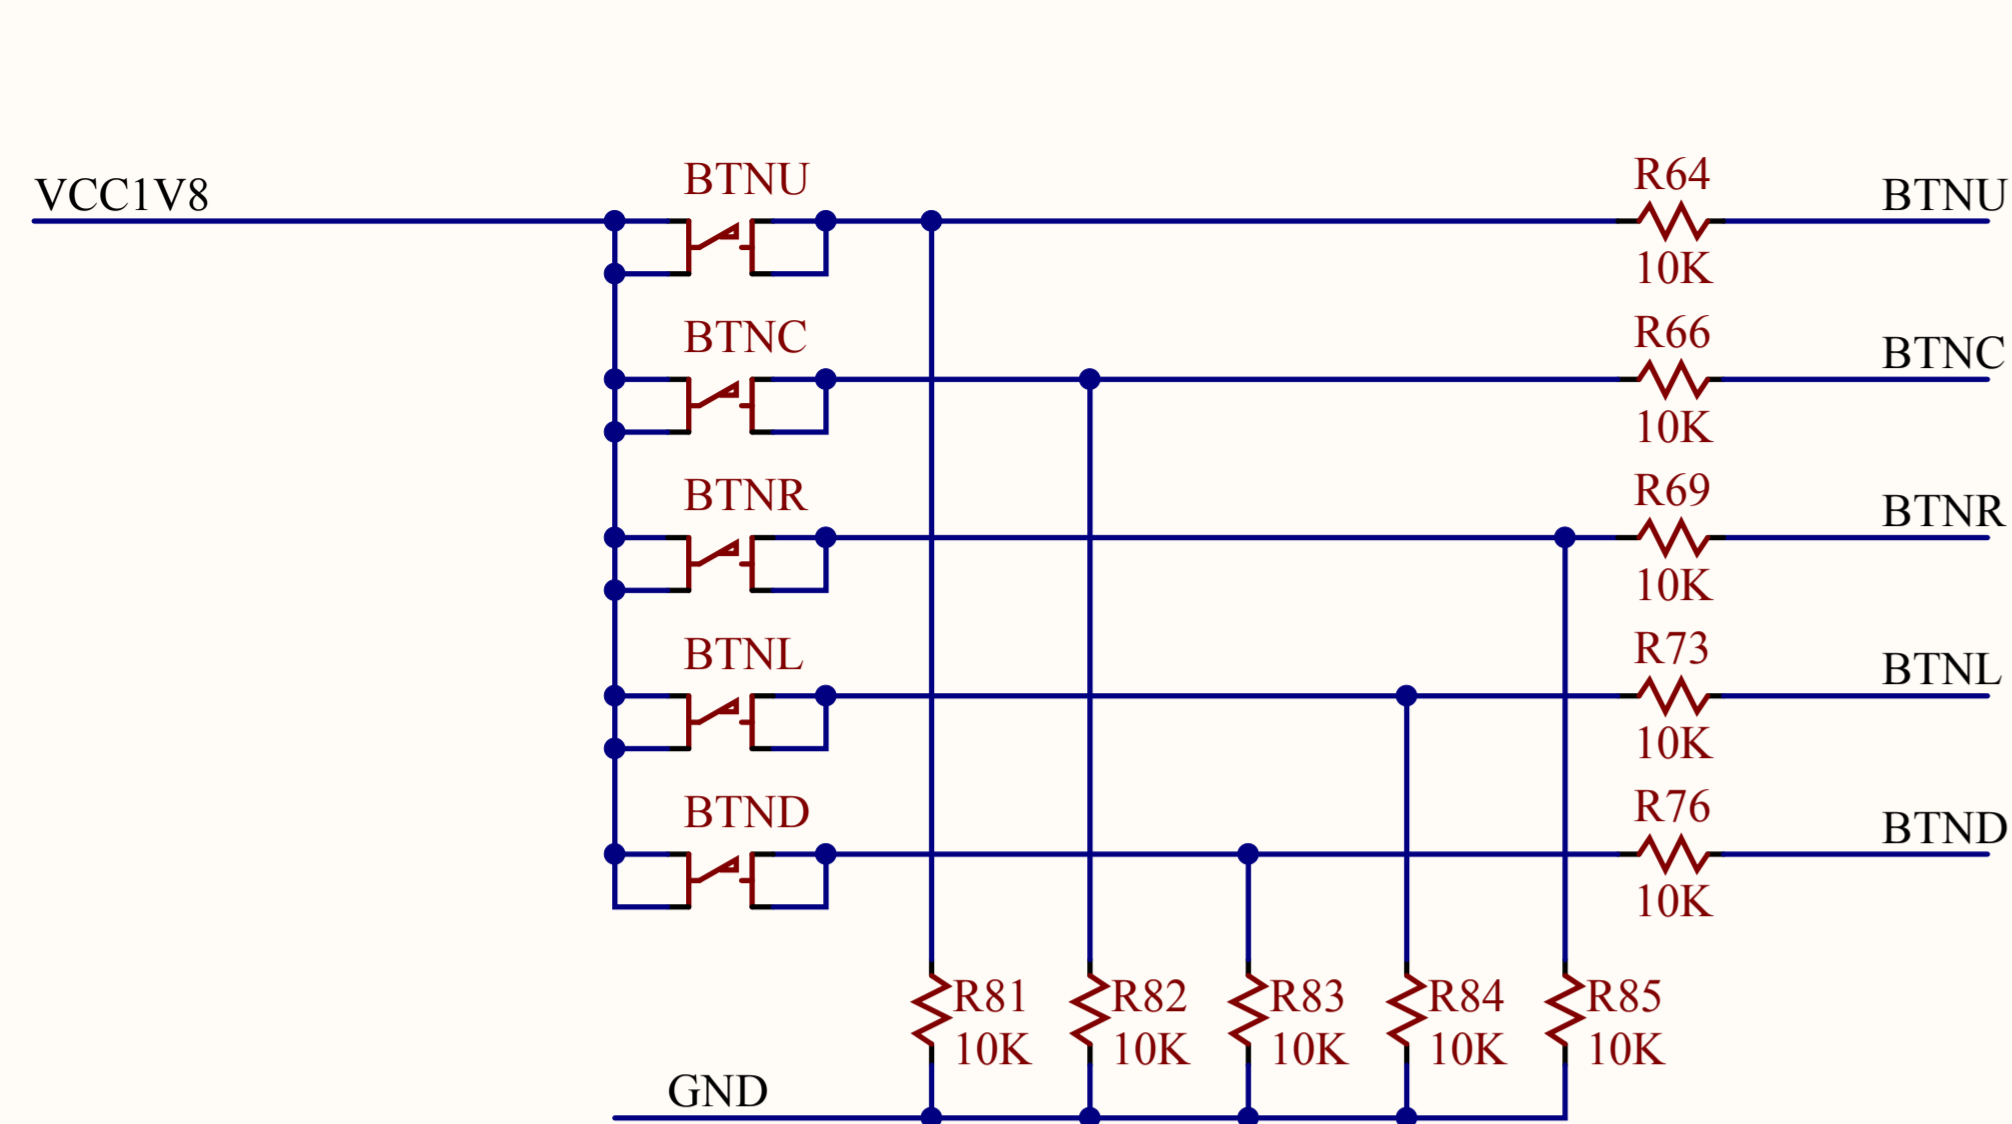 BTNU
R64
VCC1V8
BTNU
10K
BTNC
R66
BTNC
10K
BTNR
R69
BTNR
10K
BTNL
R73
BTNL
10K
BTND
R76
BTND
10K
R81 R82 R83 R84 R85
10K 10K 10K 10K 10K
GND